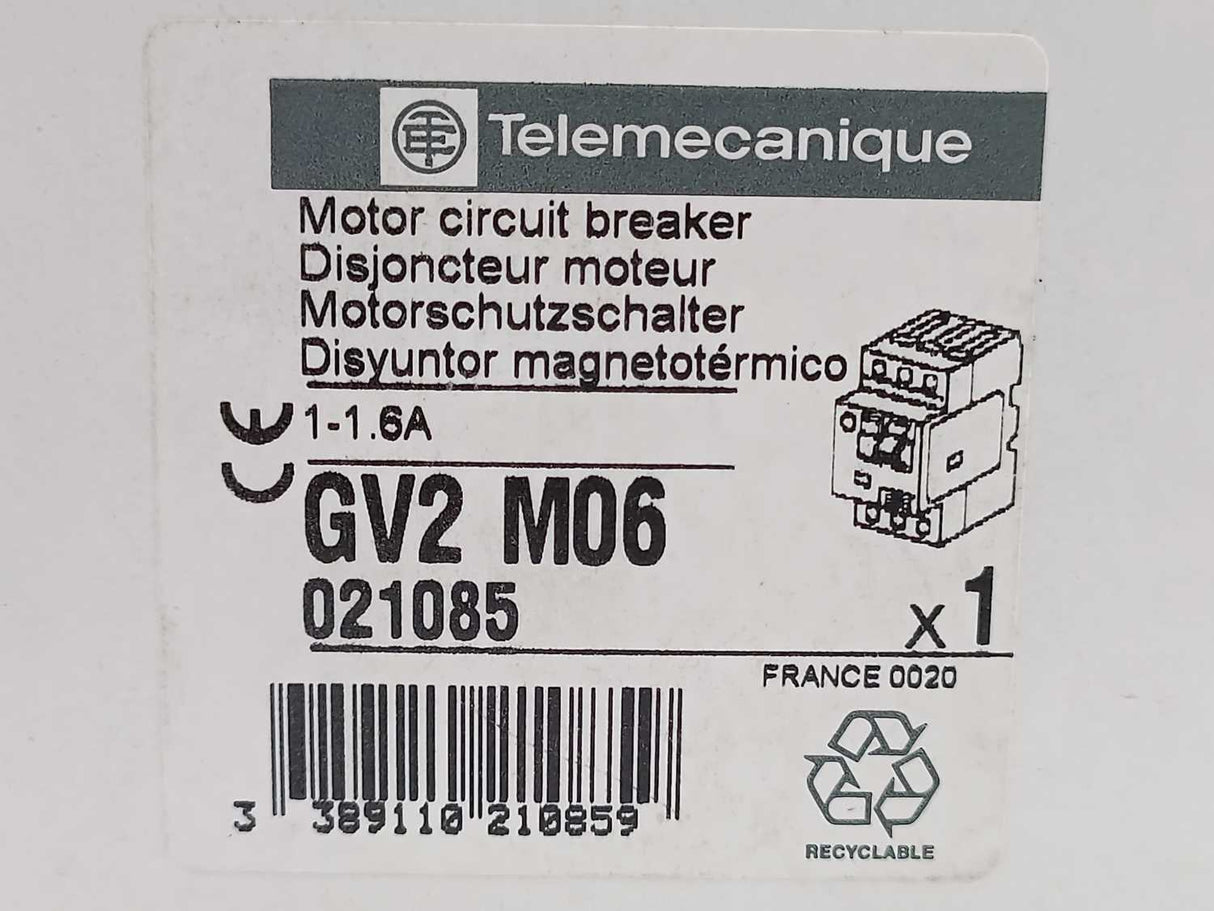 Telemecanique
Motor circuit breaker
Disjoncteur moteur
Motorschutzschalter
Disyuntor magnetotérmico
CE 1-1.6A
GV2 M06
021085
x 1
FRANCE 0020
3 389110 210859
RECYCLABLE